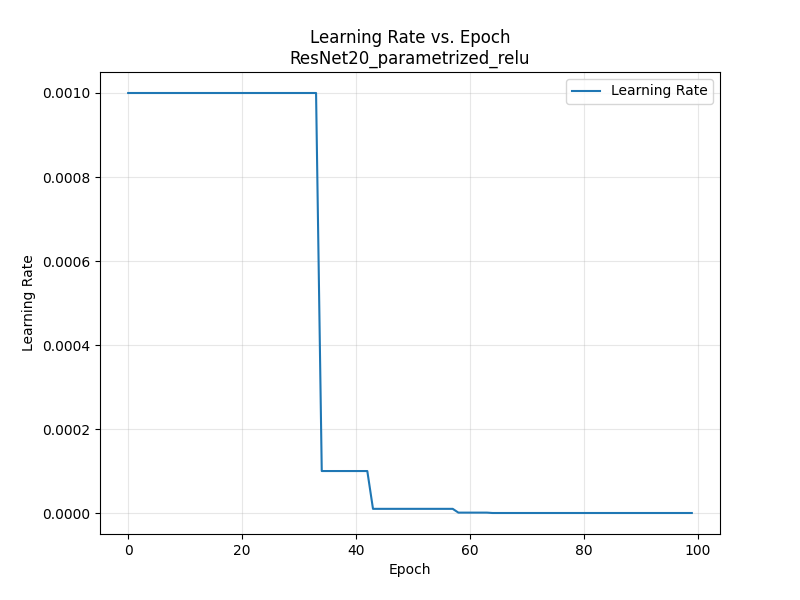 Learning Rate vs. Epoch
ResNet20_parametrized_relu
Learning Rate
0.0010
0.0008
0.0006
0.0004
0.0002
0.0000
Learning Rate
0 20 40 60 80 100
Epoch